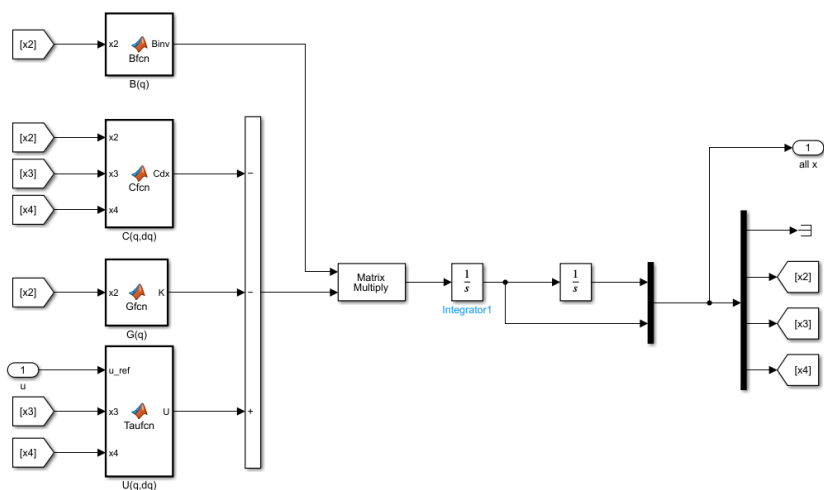 [x2]
x2
Binv
Bfcn
B(q)
[x2]
x2
[x3]
x3
Cdx
Cfcn
[x4]
x4
C(q,dq)
[x2]
x2
K
Gfcn
G(q)
1
u_ref
u
[x3]
x3
U
Taufcn
[x4]
x4
U(q,dq)
−
−
+
Matrix
Multiply
1
s
Integrator1
1
s
1
all x
[x2]
[x3]
[x4]